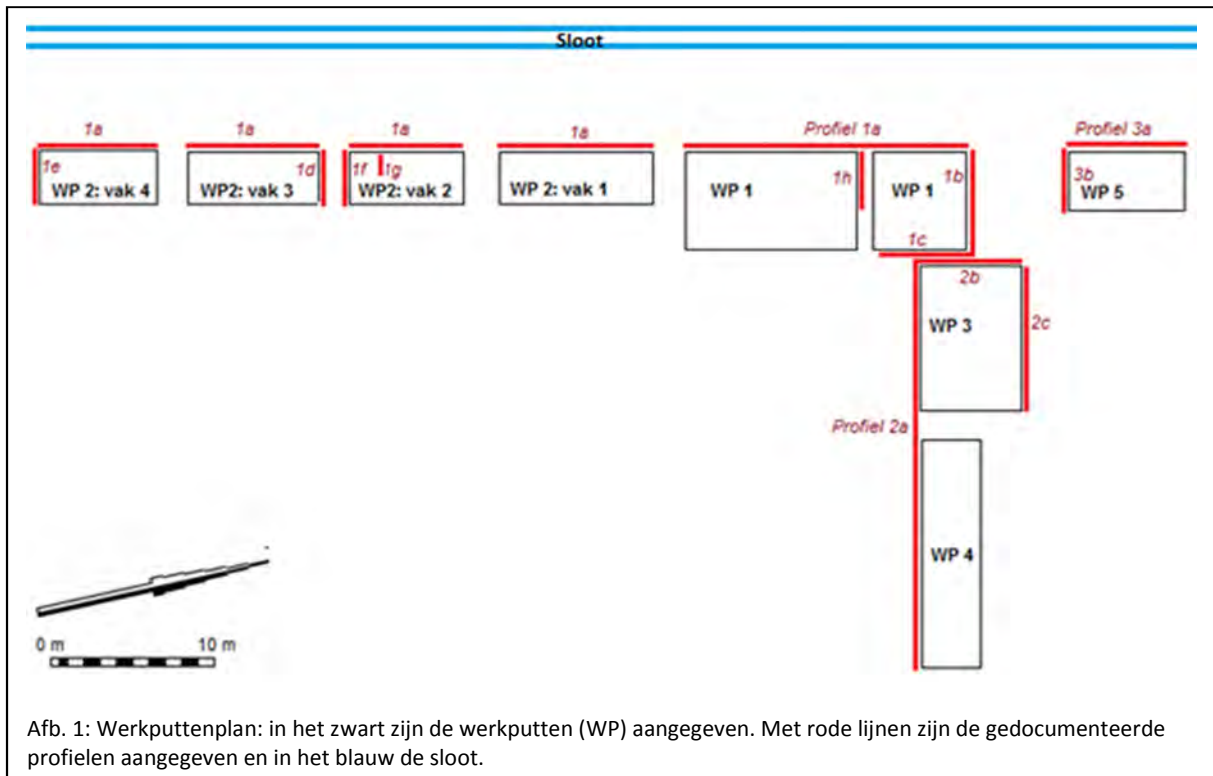 Sloot
1a 1a 1a 1a Profiel 1a Profiel 3a
1e 1d 1f 1g 1h 1b 3b
WP 2: vak 4 WP2: vak 3 WP2: vak 2 WP 2: vak 1 WP 1 WP 1 WP 5
1c
2b
WP 3 2c
Profiel 2a
WP 4
0 m 10 m
Afb. 1: Werkputtenplan: in het zwart zijn de werkputten (WP) aangegeven. Met rode lijnen zijn de gedocumenteerde
profielen aangegeven en in het blauw de sloot.